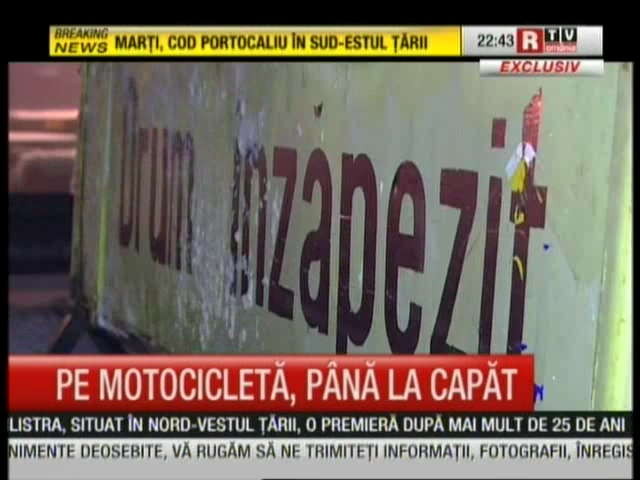 BREAKING
NEWS
MARȚI, COD PORTOCALIU ÎN SUD-ESTUL ȚĂRII
22:43
R TV
românia
EXCLUSIV
Drum înzăpezit
PE MOTOCICLETĂ, PÂNĂ LA CAPĂT
LISTRA, SITUAT ÎN NORD-VESTUL ȚĂRII, O PREMIERĂ DUPĂ MAI MULT DE 25 DE ANI
NIMENTE DEOSEBITE, VĂ RUGĂM SĂ NE TRIMITEȚI INFORMAȚII, FOTOGRAFII, ÎNREGIS